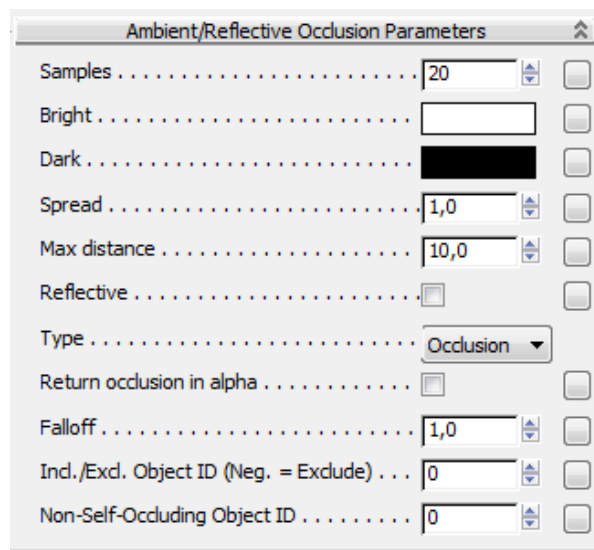 Ambient/Reflective Occlusion Parameters
Samples . . . . . . . . . . . . . . . . . . . . . . . . . 20
Bright . . . . . . . . . . . . . . . . . . . . . . . . . .
Dark . . . . . . . . . . . . . . . . . . . . . . . . . . .
Spread . . . . . . . . . . . . . . . . . . . . . . . . . . 1,0
Max distance . . . . . . . . . . . . . . . . . . . . . 10,0
Reflective . . . . . . . . . . . . . . . . . . . . . . . .
Type . . . . . . . . . . . . . . . . . . . . . . . . . . . Occlusion
Return occlusion in alpha . . . . . . . . . . . .
Falloff . . . . . . . . . . . . . . . . . . . . . . . . . . 1,0
Incl./Excl. Object ID (Neg. = Exclude) . . . 0
Non-Self-Occluding Object ID . . . . . . . . . 0